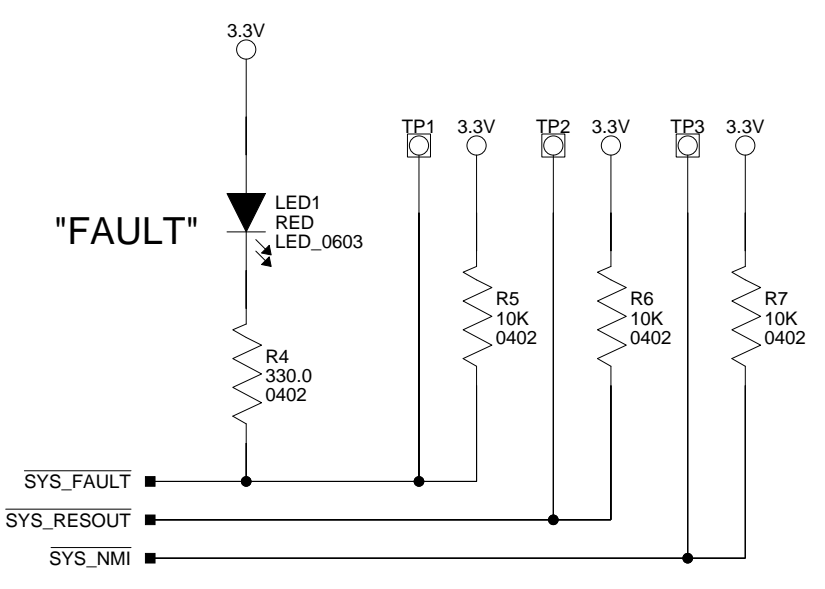 3.3V
TP1
3.3V
TP2
3.3V
TP3
3.3V
"FAULT"
LED1
RED
LED_0603
R5
10K
0402
R6
10K
0402
R7
10K
0402
R4
330.0
0402
SYS_FAULT
SYS_RESOUT
SYS_NMI